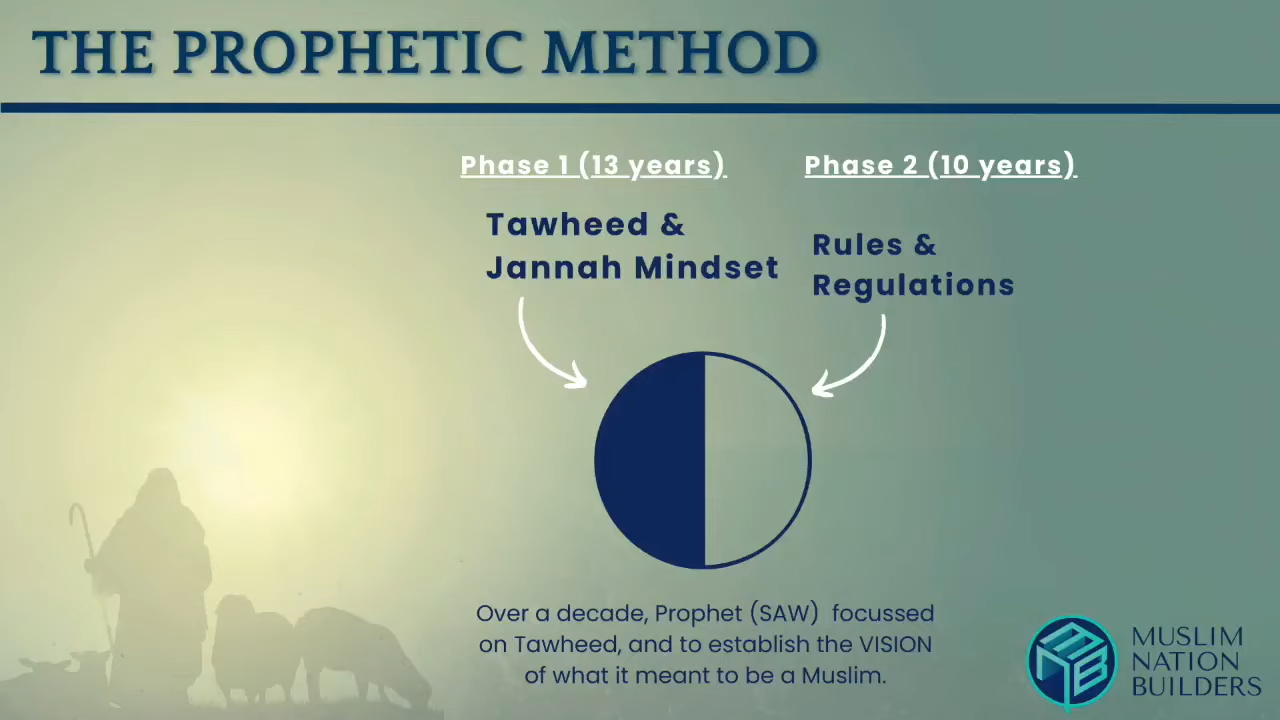 THE PROPHETIC METHOD
Phase 1 (13 years)
Tawheed &
Jannah Mindset
Phase 2 (10 years)
Rules &
Regulations
Over a decade, Prophet (SAW) focussed
on Tawheed, and to establish the VISION
of what it meant to be a Muslim.
MNB
MUSLIM
NATION
BUILDERS